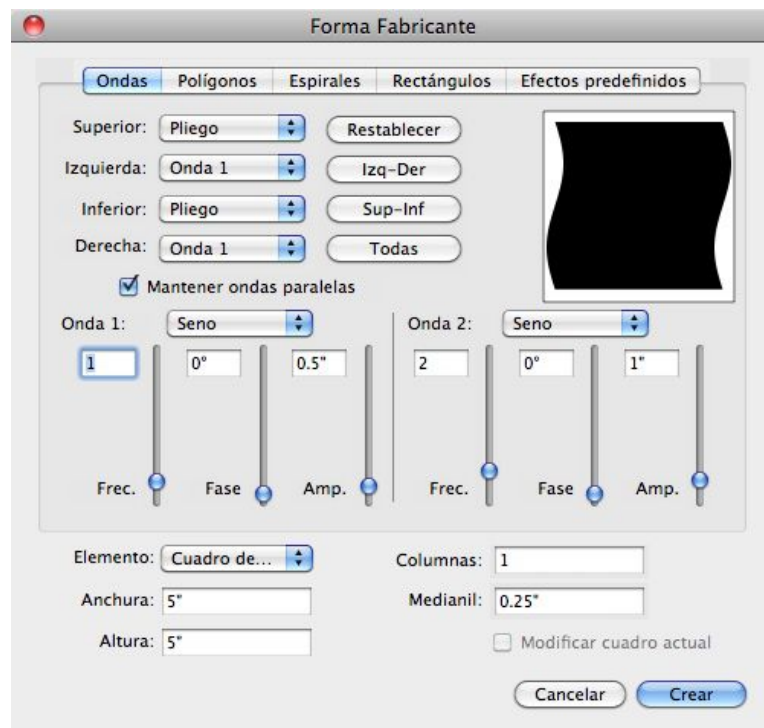 Forma Fabricante
Ondas Polígonos Espirales Rectángulos Efectos predefinidos
Superior: Pliego Restablecer
Izquierda: Onda 1 Izq-Der
Inferior: Pliego Sup-Inf
Derecha: Onda 1 Todas
Mantener ondas paralelas
Onda 1: Seno Onda 2: Seno
1 0° 0.5" 2 0° 1"
Frec. Fase Amp. Frec. Fase Amp.
Elemento: Cuadro de... Columnas: 1
Anchura: 5" Medianil: 0.25"
Altura: 5" Modificar cuadro actual
Cancelar Crear